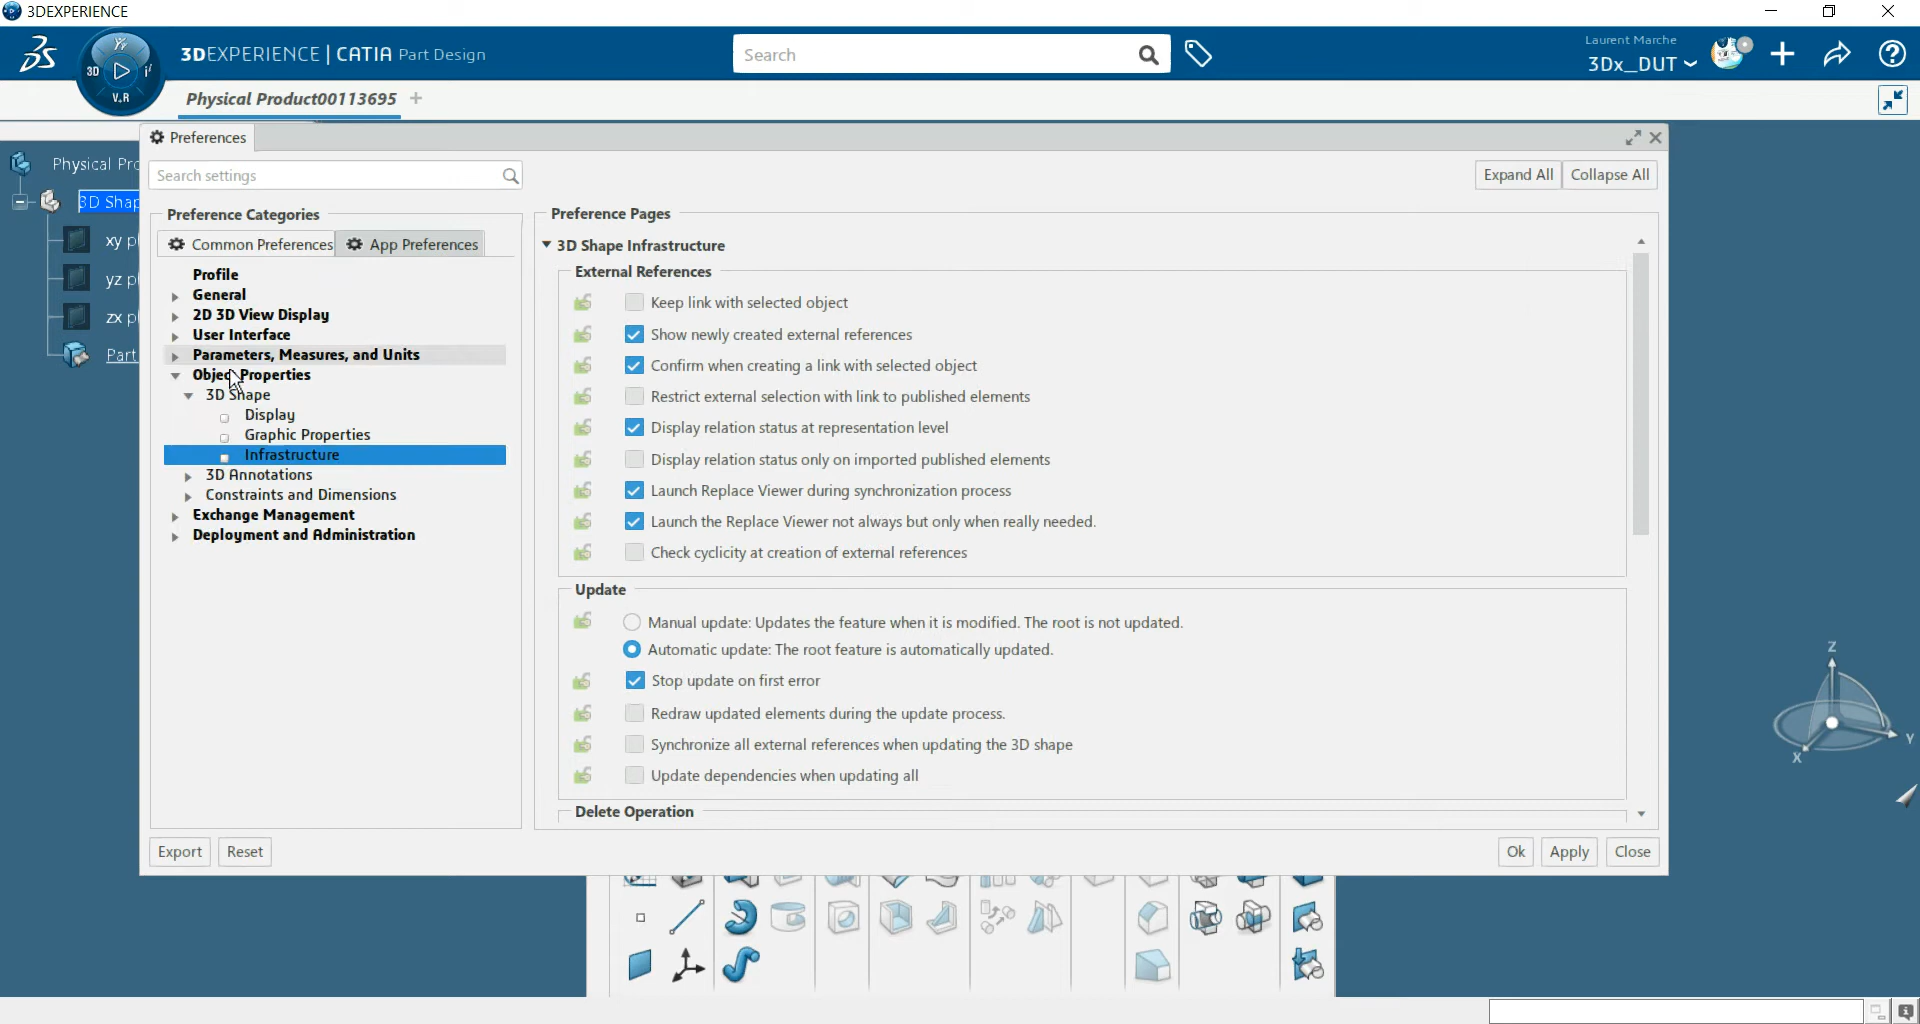 3DEXPERIENCE
3DEXPERIENCE | CATIA Part Design
Search
Laurent Marche
3Dx_DUT
3D
V.R
Physical Product00113695 +
Preferences
Physical Pro
3D Shap
xy p
yz p
zx p
Part
Search settings
Expand All
Collapse All
Preference Categories
Common Preferences
App Preferences
Profile
General
2D 3D View Display
User Interface
Parameters, Measures, and Units
Object Properties
3D Shape
Display
Graphic Properties
Infrastructure
3D Annotations
Constraints and Dimensions
Exchange Management
Deployment and Administration
Preference Pages
3D Shape Infrastructure
External References
Keep link with selected object
Show newly created external references
Confirm when creating a link with selected object
Restrict external selection with link to published elements
Display relation status at representation level
Display relation status only on imported published elements
Launch Replace Viewer during synchronization process
Launch the Replace Viewer not always but only when really needed.
Check cyclicity at creation of external references
Update
Manual update: Updates the feature when it is modified. The root is not updated.
Automatic update: The root feature is automatically updated.
Stop update on first error
Redraw updated elements during the update process.
Synchronize all external references when updating the 3D shape
Update dependencies when updating all
Delete Operation
Export
Reset
Ok
Apply
Close
Z
Y
X